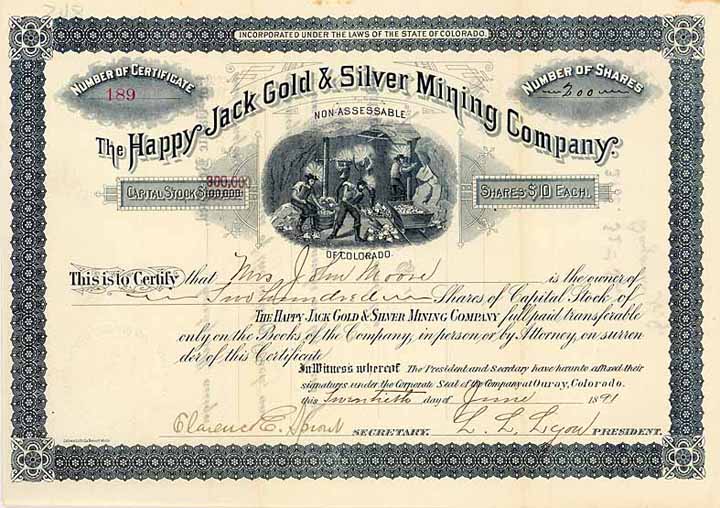 INCORPORATED UNDER THE LAWS OF THE STATE OF COLORADO.
NUMBER OF CERTIFICATE
189
NUMBER OF SHARES
200
The Happy Jack Gold & Silver Mining Company.
NON-ASSESSABLE
300,000
CAPITAL STOCK $100,000
SHARES $10 EACH.
OF COLORADO.
This is to Certify that Mrs John Moore is the owner of
Two hundred Shares of Capital Stock of
THE HAPPY JACK GOLD & SILVER MINING COMPANY full paid, transferable
only on the Books of the Company, in person or by Attorney, on surren
der of this Certificate
In Witness whereof The President and Secretary have hereunto affixed their
signatures under the Corporate Seal of the Company at Ouray, Colorado.
this Twentieth day of June 1891
Clarence E. SECRETARY. L. L. Lyon PRESIDENT.